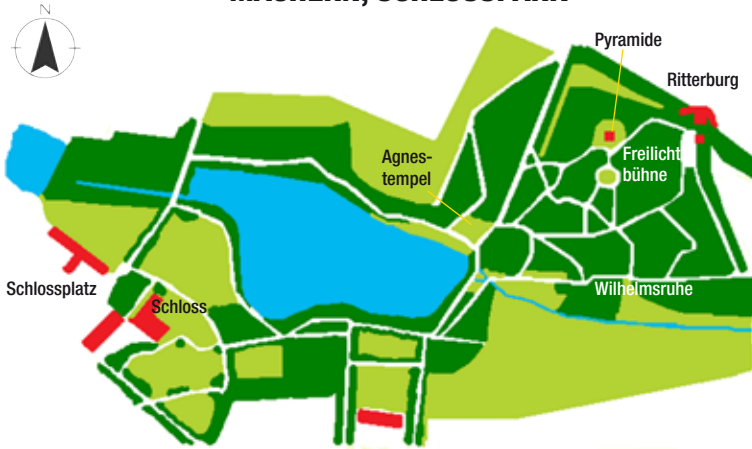 N
Pyramide
Ritterburg
Agnes-
tempel
Freilicht
bühne
Schlossplatz
Schloss
Wilhelmsruhe